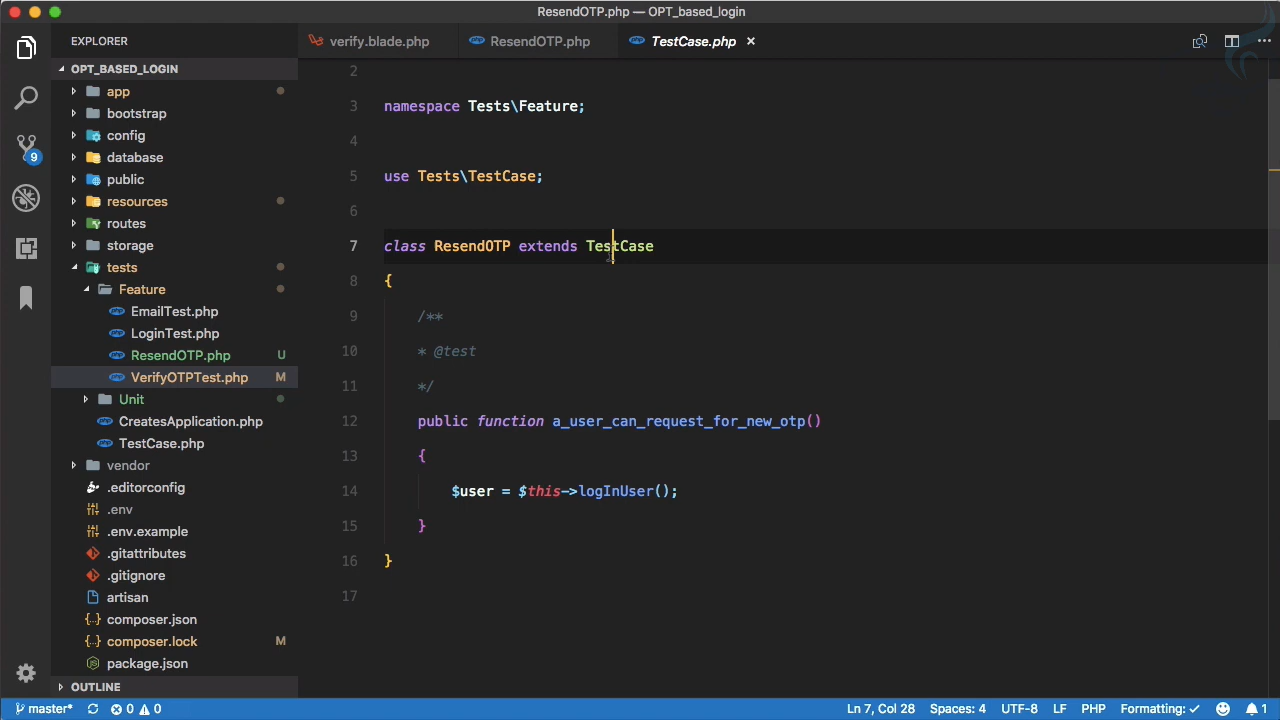 ResendOTP.php — OPT_based_login
EXPLORER
verify.blade.php
ResendOTP.php
TestCase.php
OPT_BASED_LOGIN
app
bootstrap
config
database
public
resources
routes
storage
tests
Feature
EmailTest.php
LoginTest.php
ResendOTP.php U
VerifyOTPTest.php M
Unit
CreatesApplication.php
TestCase.php
vendor
.editorconfig
.env
.env.example
.gitattributes
.gitignore
artisan
composer.json
composer.lock M
package.json
OUTLINE
9
2
3 namespace Tests\Feature;
4
5 use Tests\TestCase;
6
7 class ResendOTP extends TestCase
8 {
9 /**
10 * @test
11 */
12 public function a_user_can_request_for_new_otp()
13 {
14 $user = $this->logInUser();
15 }
16 }
17
master* 0 0 Ln 7, Col 28 Spaces: 4 UTF-8 LF PHP Formatting: ✓ 1